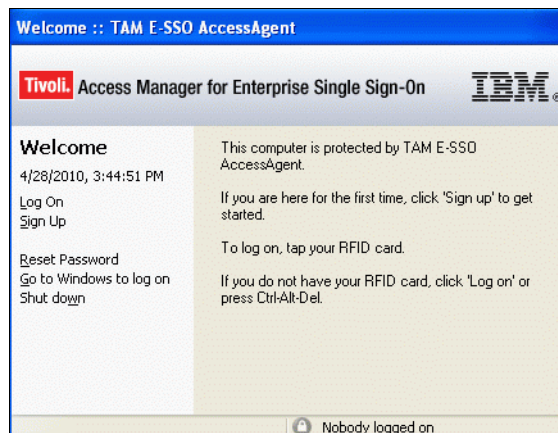 Welcome :: TAM E-SSO AccessAgent
Tivoli. Access Manager for Enterprise Single Sign-On IBM®
Welcome
4/28/2010, 3:44:51 PM
Log On
Sign Up
Reset Password
Go to Windows to log on
Shut down
This computer is protected by TAM E-SSO
AccessAgent.
If you are here for the first time, click 'Sign up' to get
started.
To log on, tap your RFID card.
If you do not have your RFID card, click 'Log on' or
press Ctrl-Alt-Del.
Nobody logged on